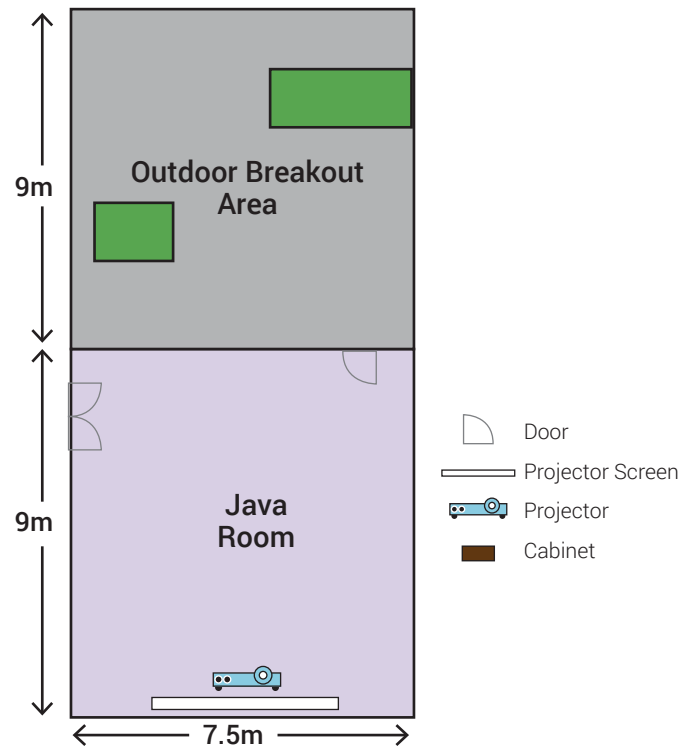 9m
Outdoor Breakout
Area
9m
Java
Room
7.5m
Door
Projector Screen
Projector
Cabinet